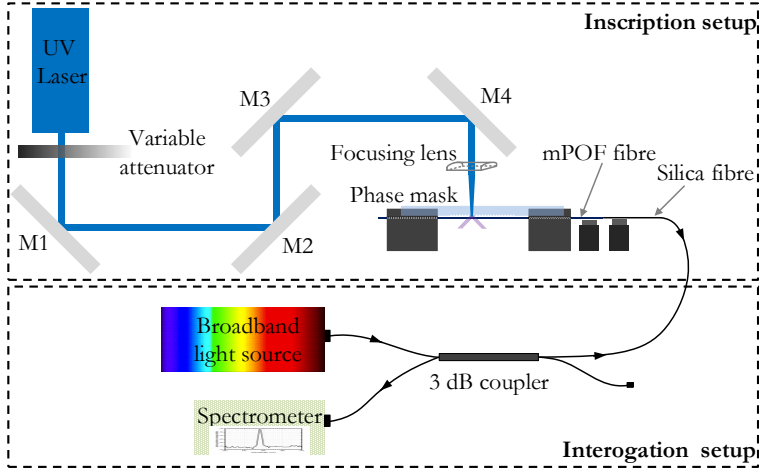 Inscription setup
UV
Laser
M3
M4
Variable
attenuator
Focusing lens
mPOF fibre
Silica fibre
Phase mask
M1
M2
Broadband
light source
3 dB coupler
Spectrometer
Interogation setup